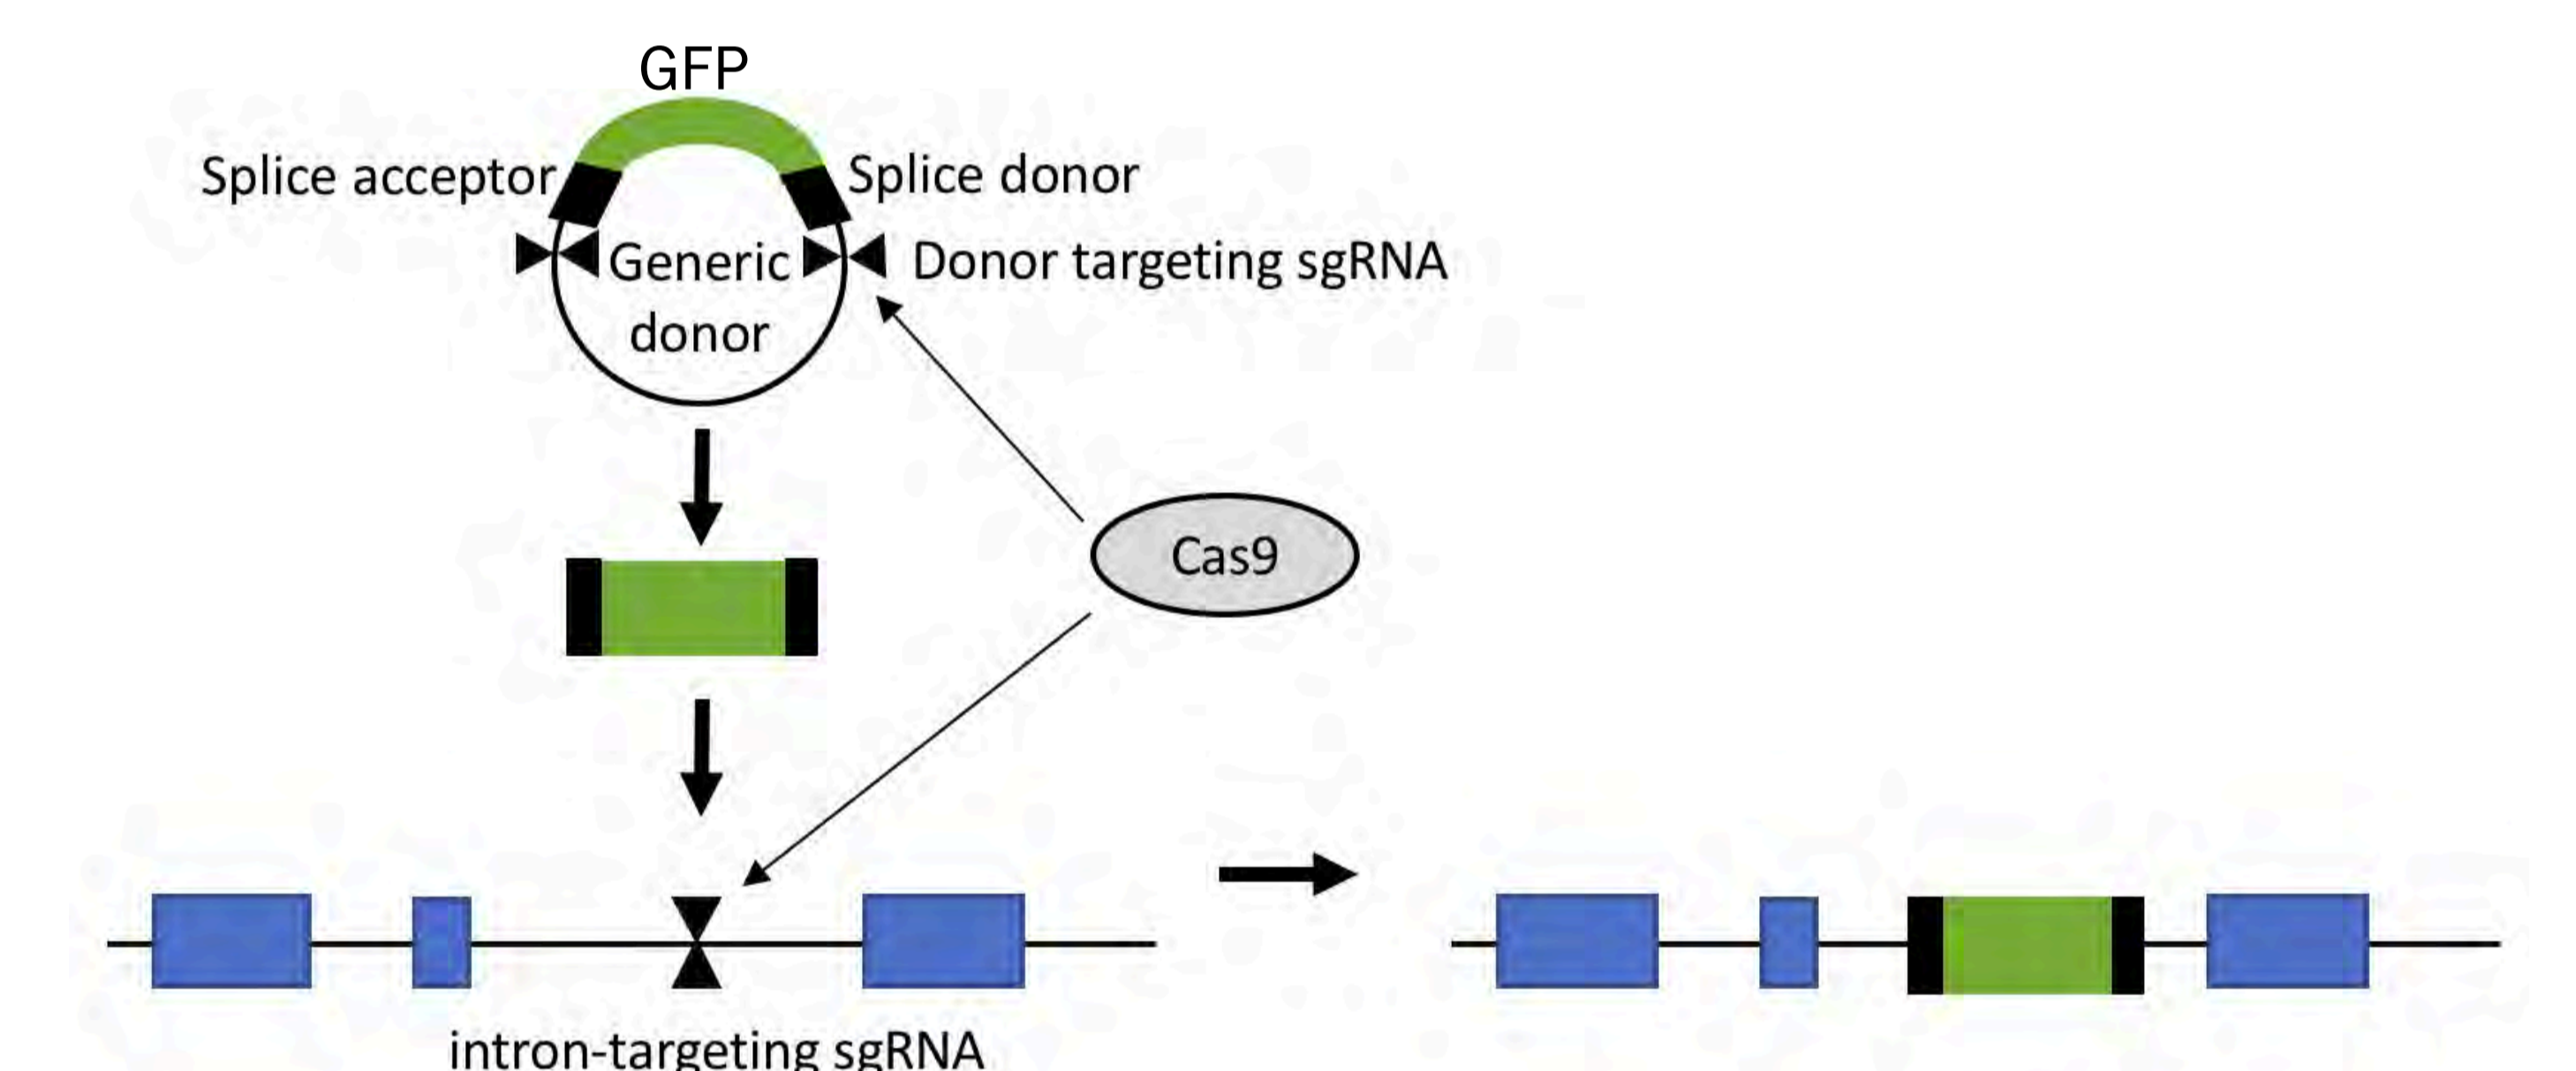 GFP
Splice acceptor
Splice donor
Generic
donor
Donor targeting sgRNA
Cas9
intron-targeting sgRNA